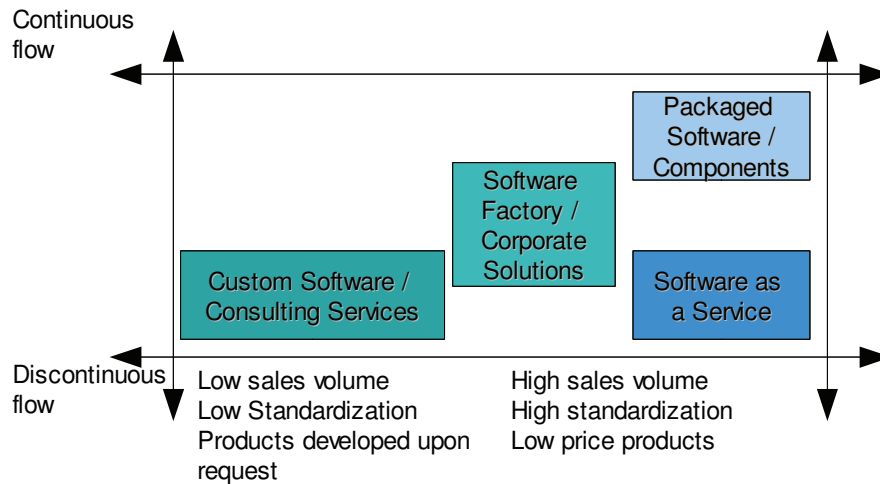 Continuous
flow
Packaged
Software /
Components
Software
Factory /
Corporate
Solutions
Custom Software /
Consulting Services
Software as
a Service
Discontinuous
flow
Low sales volume
Low Standardization
Products developed upon
request
High sales volume
High standardization
Low price products